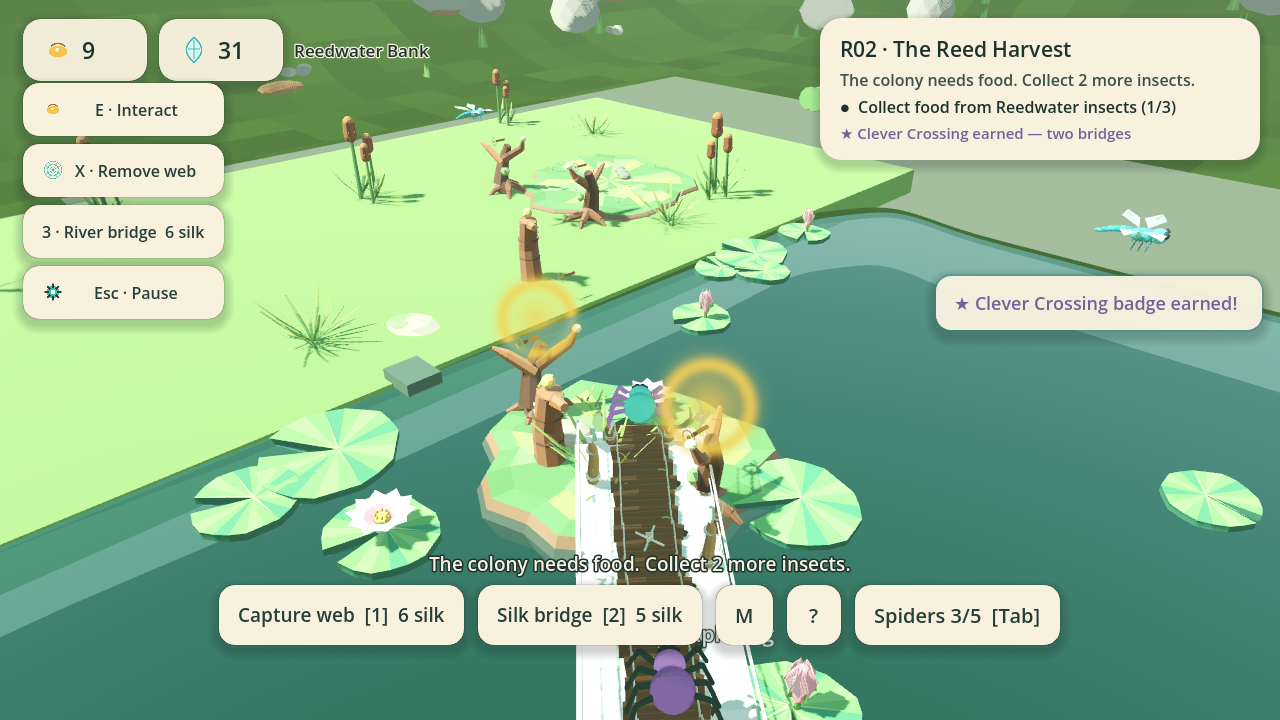 9
31
Reedwater Bank
E · Interact
X · Remove web
3 · River bridge 6 silk
Esc · Pause
R02 · The Reed Harvest
The colony needs food. Collect 2 more insects.
● Collect food from Reedwater insects (1/3)
★ Clever Crossing earned — two bridges
★ Clever Crossing badge earned!
The colony needs food. Collect 2 more insects.
Capture web [1] 6 silk
Silk bridge [2] 5 silk
M
?
Spiders 3/5 [Tab]